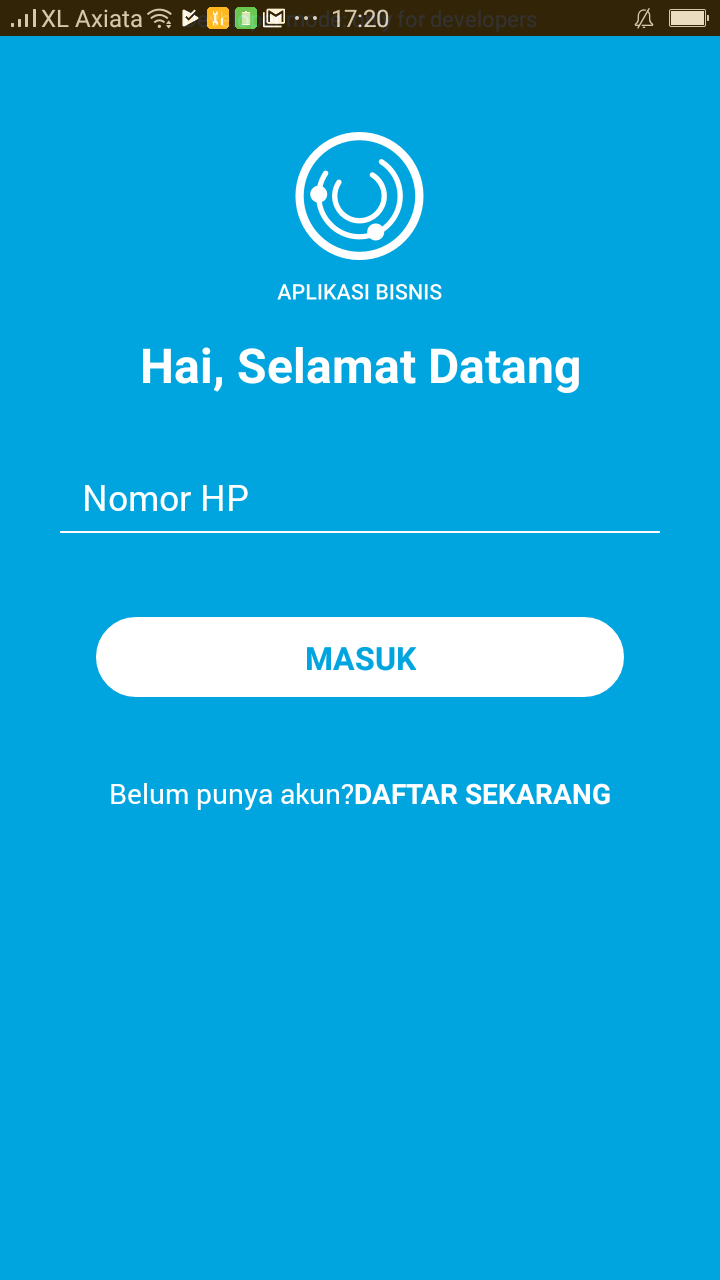 XL Axiata 17:20
for developers
APLIKASI BISNIS
Hai, Selamat Datang
Nomor HP
MASUK
Belum punya akun?DAFTAR SEKARANG